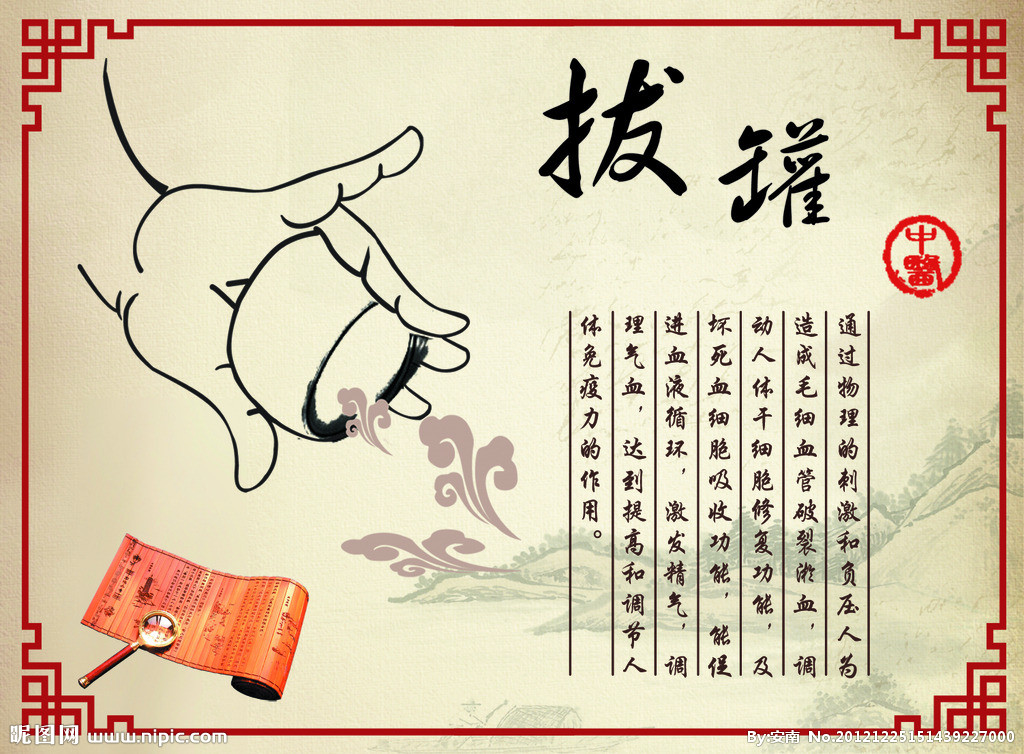 拔罐
中醫
通过物理的刺激和负压人为
造成毛细血管破裂淤血，调
动人体干细胞修复功能，及
坏死血细胞吸收功能，能促
进血液循环，激发精气，调
理气血，达到提高和调节人
体免疫力的作用。
昵图网 www.nipic.com
By:安南 No.20121225151439227000